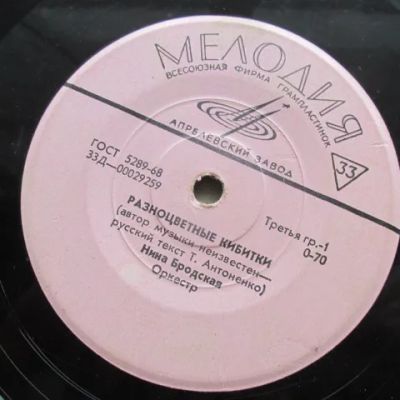 МЕЛОДИЯ
ВСЕСОЮЗНАЯ ФИРМА ГРАМПЛАСТИНОК
АПРЕЛЕВСКИЙ ЗАВОД
33
ГОСТ 5289-68
33Д—00029259
Третья гр.-1
0-70
РАЗНОЦВЕТНЫЕ КИБИТКИ
(автор музыки неизвестен—
русский текст Т. Антоненко)
Нина Бродская
Оркестр